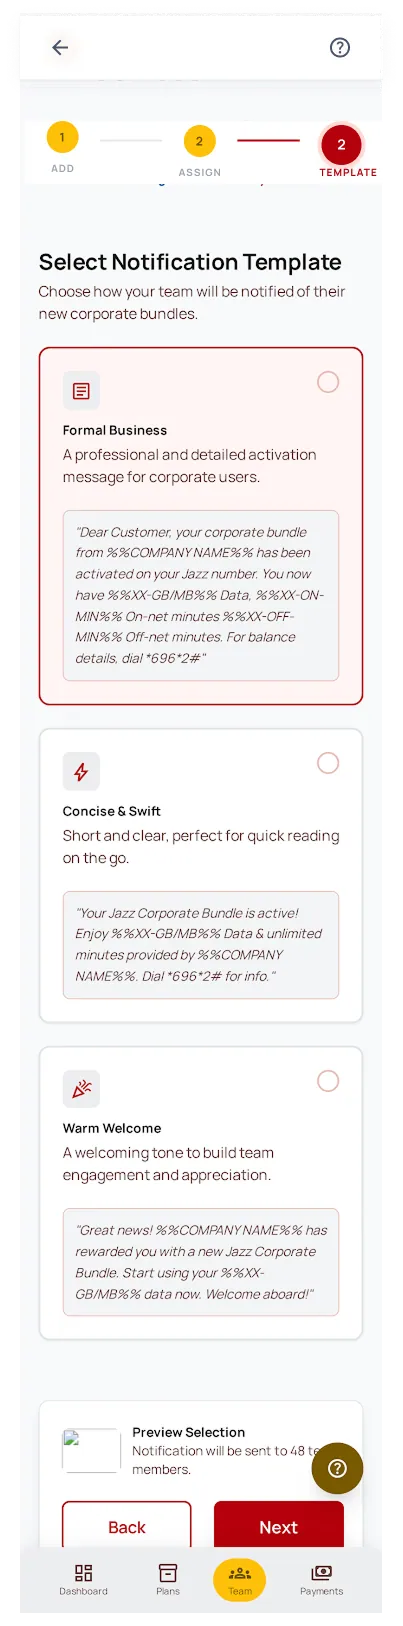 1
2
2
ADD
ASSIGN
TEMPLATE
Select Notification Template
Choose how your team will be notified of their
new corporate bundles.
Formal Business
A professional and detailed activation
message for corporate users.
"Dear Customer, your corporate bundle
from %%COMPANY NAME%% has been
activated on your Jazz number. You now
have %%XX-GB/MB%% Data, %%XX-ON-
MIN%% On-net minutes %%XX-OFF-
MIN%% Off-net minutes. For balance
details, dial *696*2#"
Concise & Swift
Short and clear, perfect for quick reading
on the go.
"Your Jazz Corporate Bundle is active!
Enjoy %%XX-GB/MB%% Data & unlimited
minutes provided by %%COMPANY
NAME%%. Dial *696*2# for info."
Warm Welcome
A welcoming tone to build team
engagement and appreciation.
"Great news! %%COMPANY NAME%% has
rewarded you with a new Jazz Corporate
Bundle. Start using your %%XX-
GB/MB%% data now. Welcome aboard!"
Preview Selection
Notification will be sent to 48
members.
Back
Next
Dashboard
Plans
Team
Payments